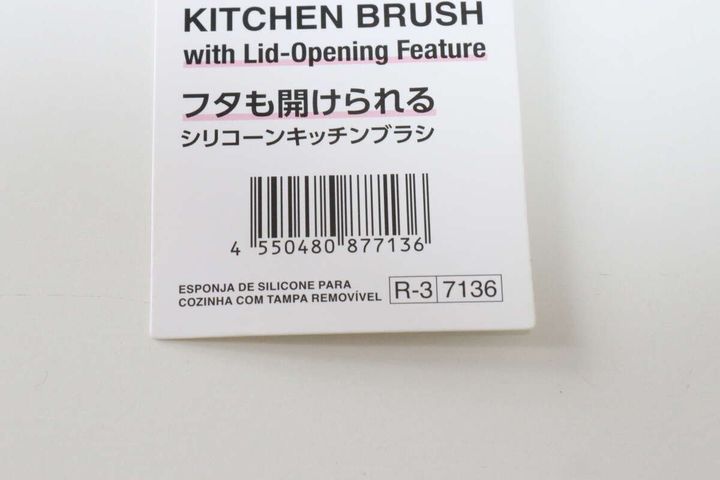 KITCHEN BRUSH
with Lid-Opening Feature
フタも開けられる
シリコーンキッチンブラシ
4 550480 877136
ESPONJA DE SILICONE PARA
COZINHA COM TAMPA REMOVÍVEL
R-3 7136